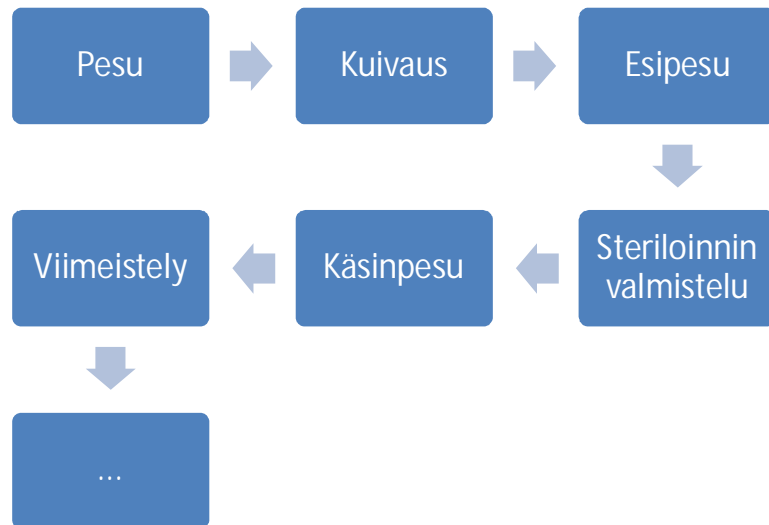 Pesu
Kuivaus
Esipesu
Steriloinnin
valmistelu
Käsinpesu
Viimeistely
...